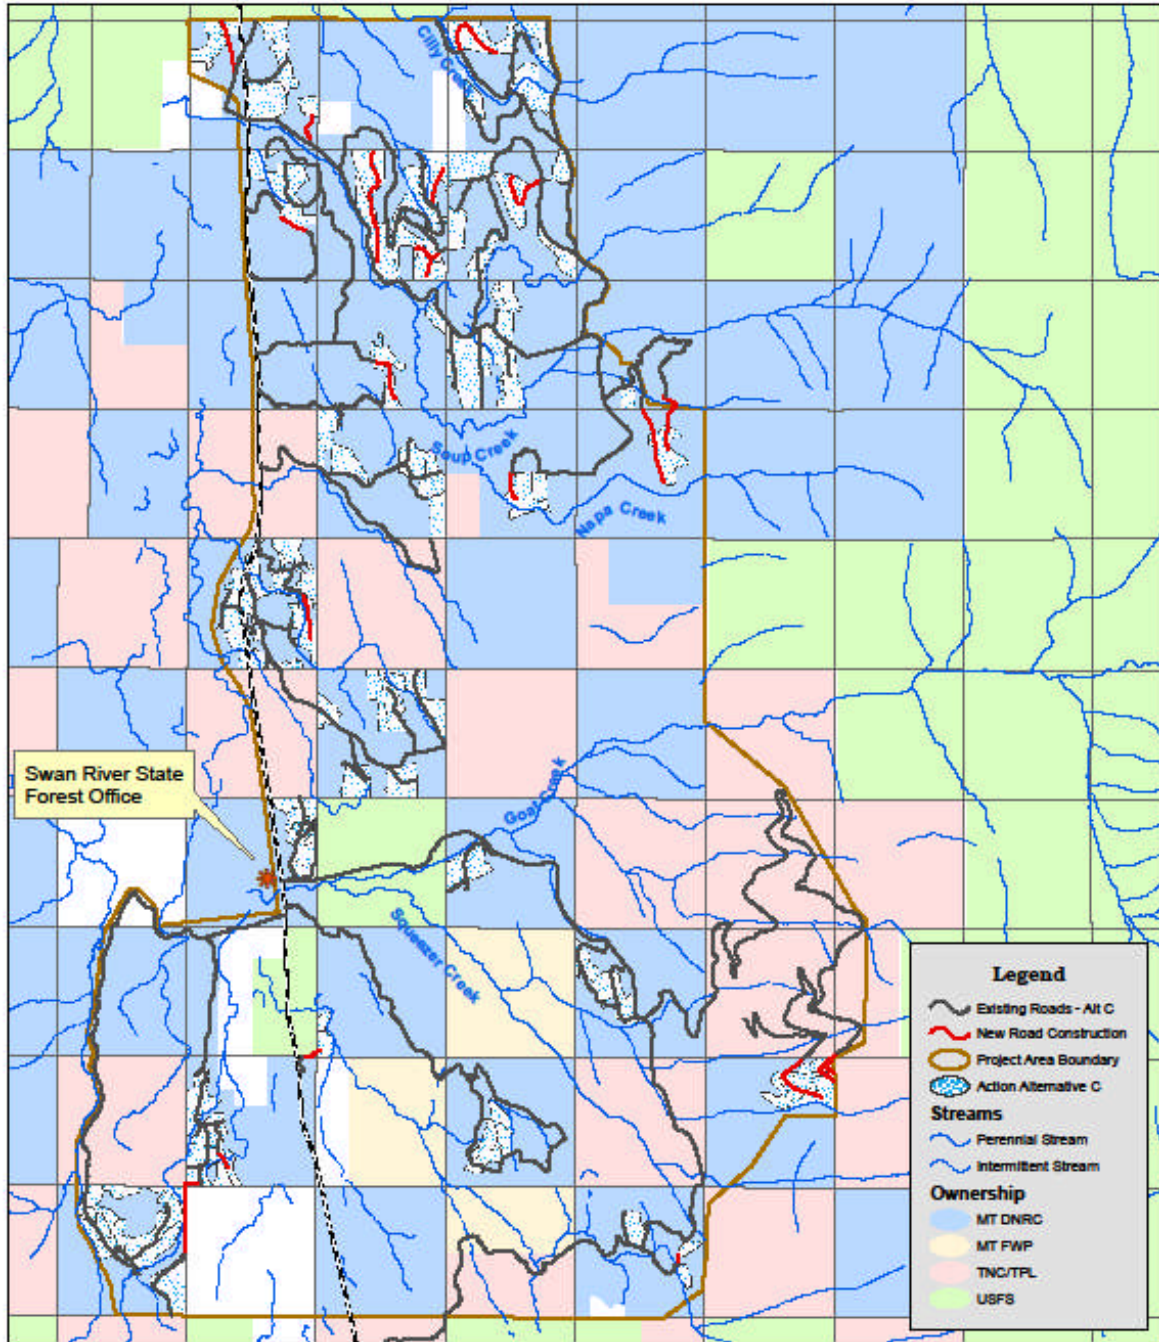 Cilly Creek
Soup Creek
Napa Creek
Swan River State
Forest Office
Goat Creek
Squeezer Creek
Legend
Existing Roads - Alt C
New Road Construction
Project Area Boundary
Action Alternative C
Streams
Perennial Stream
Intermittent Stream
Ownership
MT DNRC
MT FWP
TNC/TPL
USFS